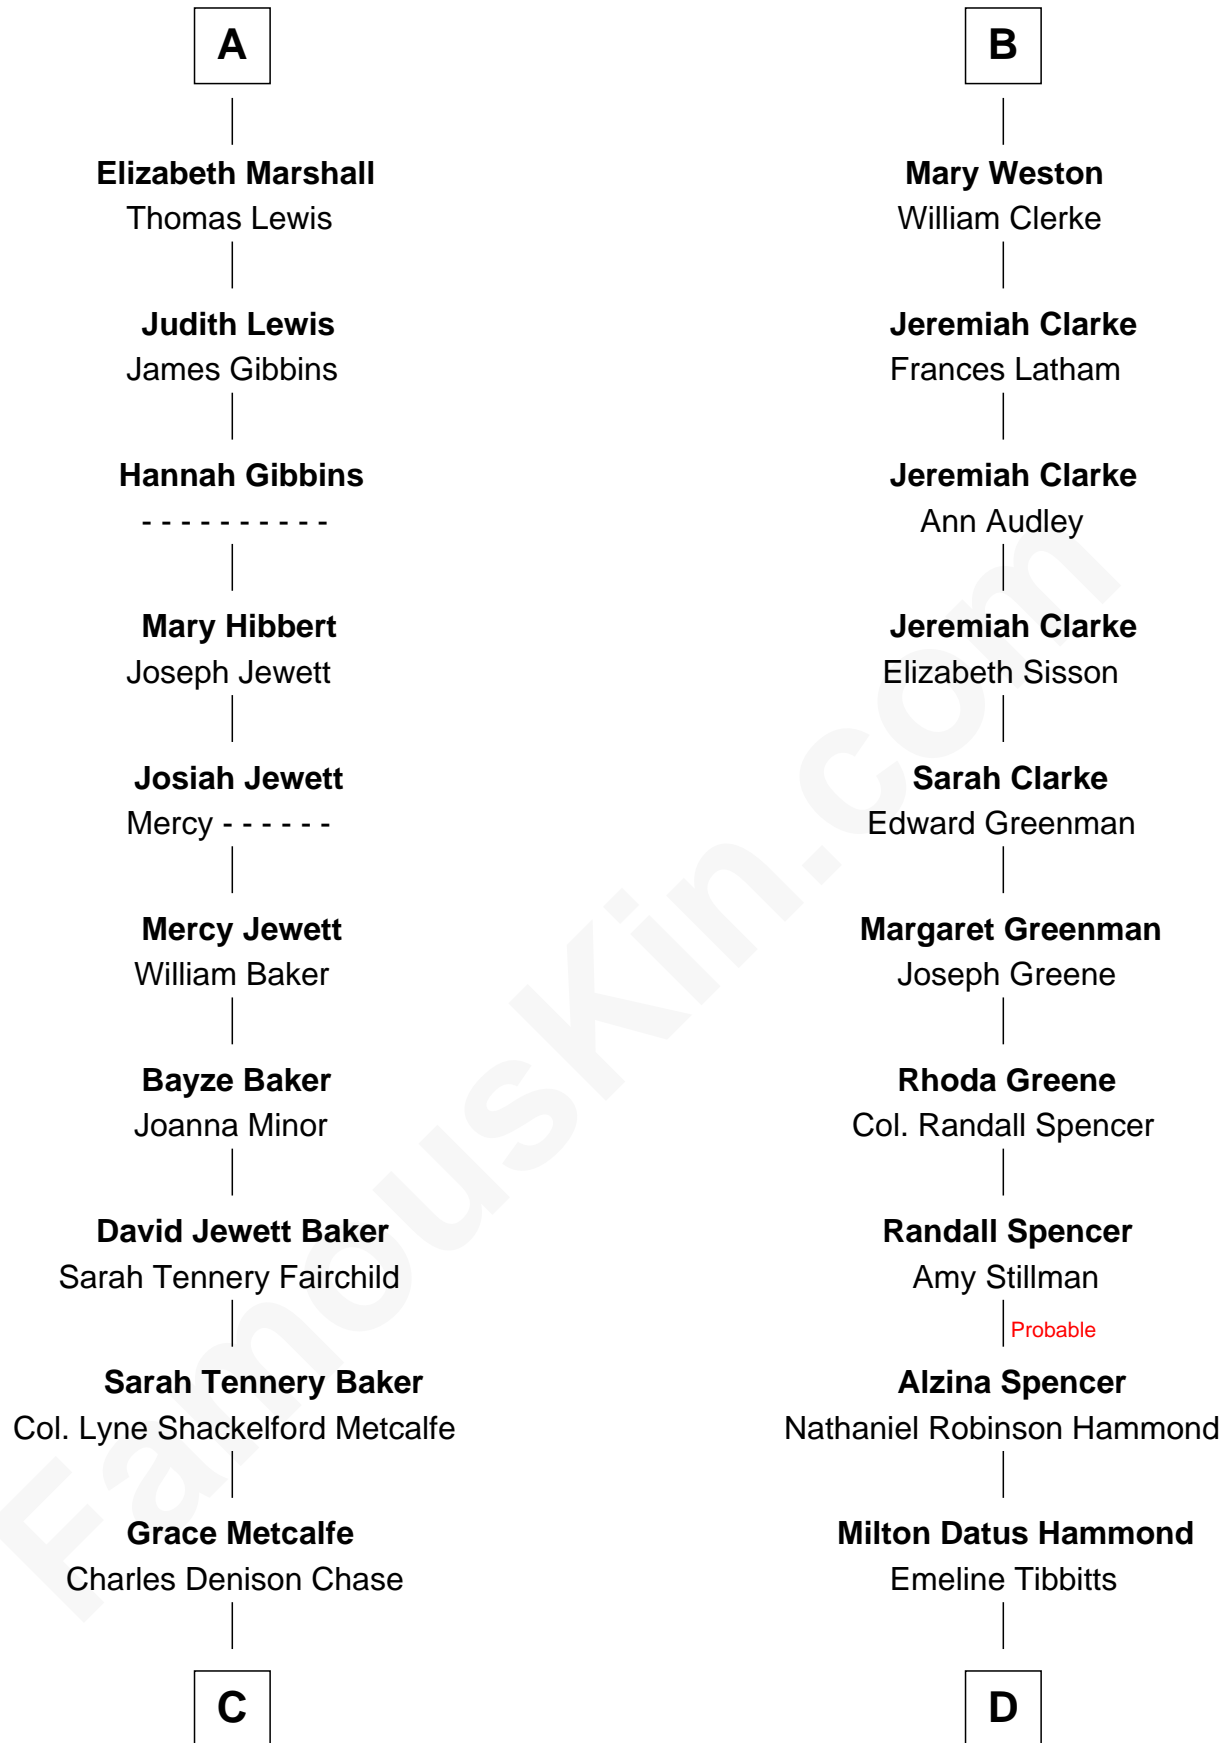 A
Elizabeth Marshall
Thomas Lewis
Judith Lewis
James Gibbins
Hannah Gibbins
- - - - - - - - - -
Mary Hibbert
Joseph Jewett
Josiah Jewett
Mercy - - - - - -
Mercy Jewett
William Baker
Bayze Baker
Joanna Minor
David Jewett Baker
Sarah Tennery Fairchild
Sarah Tennery Baker
Col. Lyne Shackelford Metcalfe
Grace Metcalfe
Charles Denison Chase
C
B
Mary Weston
William Clerke
Jeremiah Clarke
Frances Latham
Jeremiah Clarke
Ann Audley
Jeremiah Clarke
Elizabeth Sisson
Sarah Clarke
Edward Greenman
Margaret Greenman
Joseph Greene
Rhoda Greene
Col. Randall Spencer
Randall Spencer
Amy Stillman
Probable
Alzina Spencer
Nathaniel Robinson Hammond
Milton Datus Hammond
Emeline Tibbitts
D
FamousKin.com